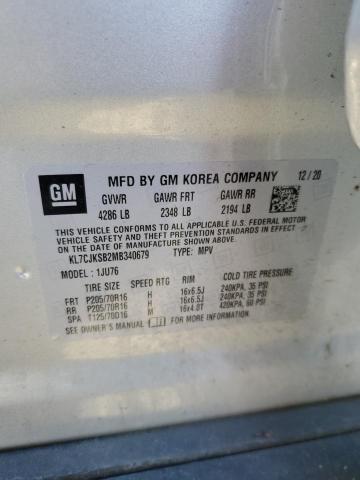 GM
MFD BY GM KOREA COMPANY 12/20
GVWR GAWR FRT GAWR RR
4286 LB 2348 LB 2194 LB
THIS VEHICLE CONFORMS TO ALL APPLICABLE U.S. FEDERAL MOTOR
VEHICLE SAFETY, BUMPER, AND THEFT PREVENTION STANDARDS IN EFFECT
ON THE DATE OF MANUFACTURE SHOWN ABOVE.
KL7CJKSB2MB340679 TYPE: MPV
MODEL : 1JU76
TIRE SIZE SPEED RTG RIM COLD TIRE PRESSURE
FRT P205/70R16 H 16x6.5J 240KPA, 35 PSI
RR P205/70R16 H 16x6.5J 240KPA, 35 PSI
SPA T125/70D16 M 16x4.0T 420KPA, 60 PSI
SEE OWNER'S MANUAL FOR MORE INFORMATION.